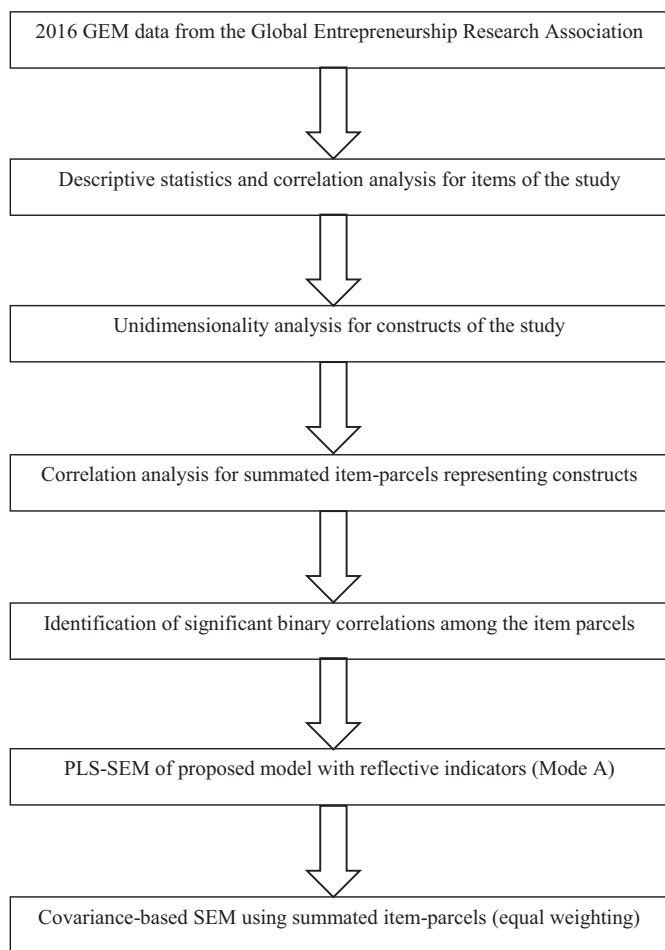 2016 GEM data from the Global Entrepreneurship Research Association
Descriptive statistics and correlation analysis for items of the study
Unidimensionality analysis for constructs of the study
Correlation analysis for summated item-parcels representing constructs
Identification of significant binary correlations among the item parcels
PLS-SEM of proposed model with reflective indicators (Mode A)
Covariance-based SEM using summated item-parcels (equal weighting)